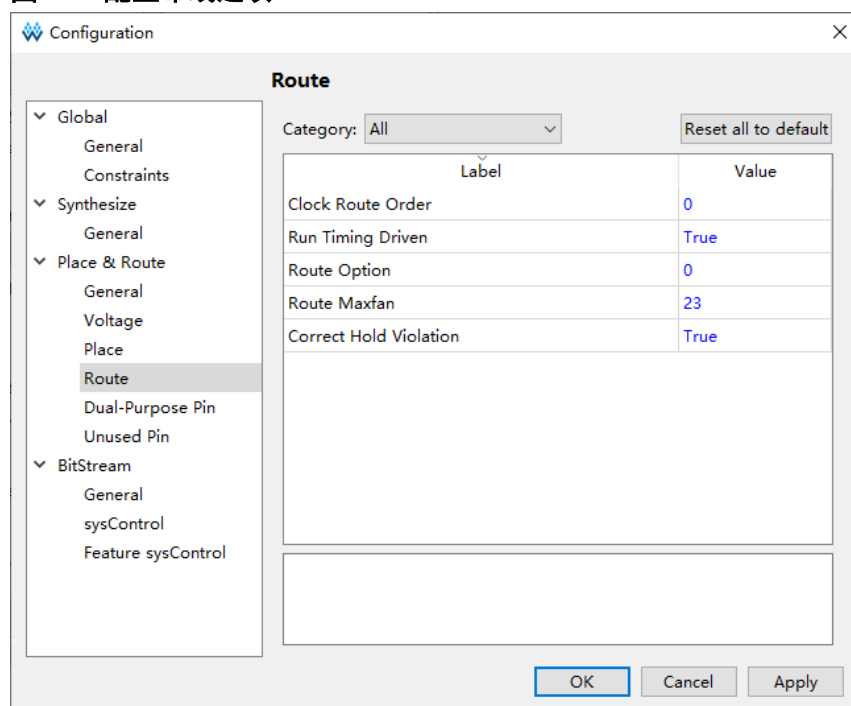 Configuration
Route
Global
General
Constraints
Synthesize
General
Place & Route
General
Voltage
Place
Route
Dual-Purpose Pin
Unused Pin
BitStream
General
sysControl
Feature sysControl
Category: All
Reset all to default
Label Value
Clock Route Order 0
Run Timing Driven True
Route Option 0
Route Maxfan 23
Correct Hold Violation True
OK Cancel Apply